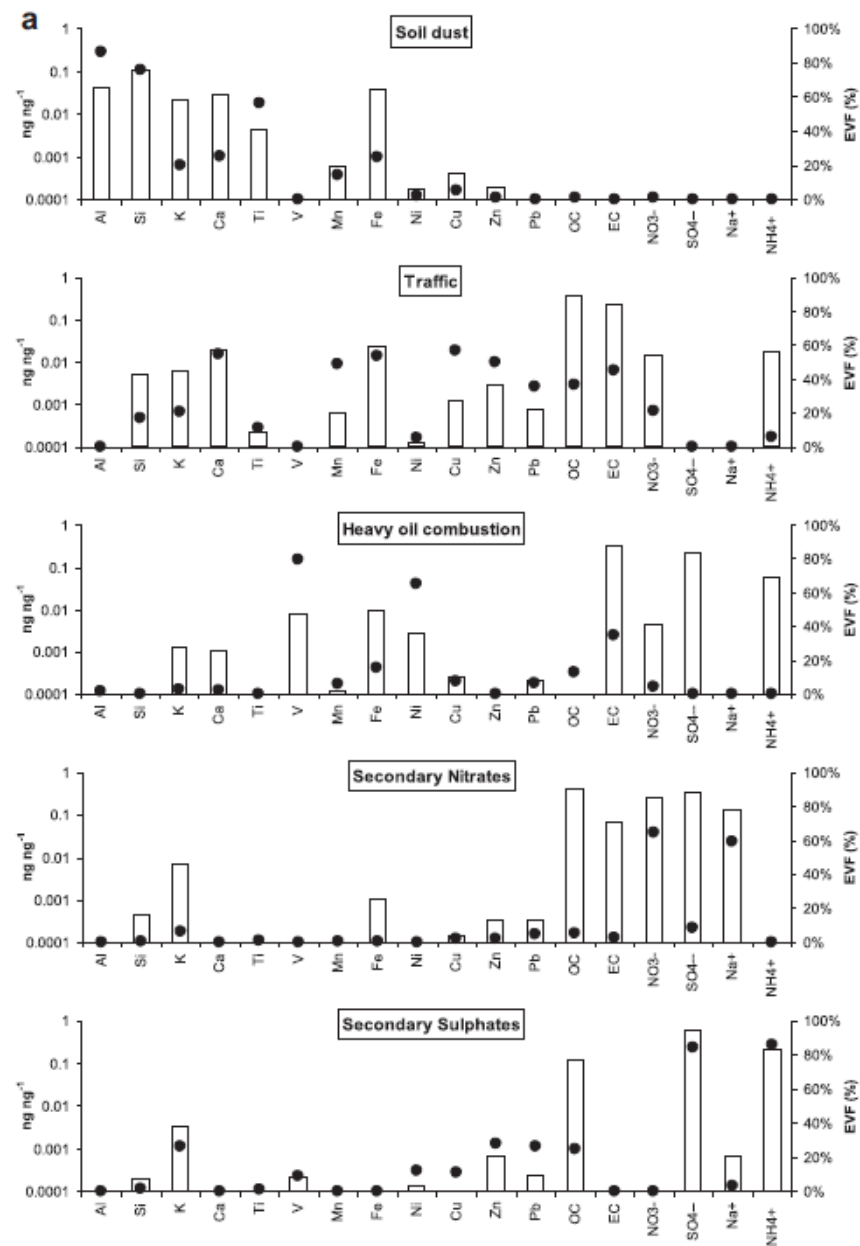 a
Soil dust
1
0.1
0.01
0.001
0.0001
ng ng-1
100%
80%
60%
40%
20%
0%
EVF (%)
Al Si K Ca Ti V Mn Fe Ni Cu Zn Pb OC EC NO3- SO4-- Na+ NH4+
Traffic
1
0.1
0.01
0.001
0.0001
ng ng-1
100%
80%
60%
40%
20%
0%
EVF (%)
Al Si K Ca Ti V Mn Fe Ni Cu Zn Pb OC EC NO3- SO4-- Na+ NH4+
Heavy oil combustion
1
0.1
0.01
0.001
0.0001
ng ng-1
100%
80%
60%
40%
20%
0%
EVF (%)
Al Si K Ca Ti V Mn Fe Ni Cu Zn Pb OC EC NO3- SO4-- Na+ NH4+
Secondary Nitrates
1
0.1
0.01
0.001
0.0001
ng ng-1
100%
80%
60%
40%
20%
0%
EVF (%)
Al Si K Ca Ti V Mn Fe Ni Cu Zn Pb OC EC NO3- SO4-- Na+ NH4+
Secondary Sulphates
1
0.1
0.01
0.001
0.0001
ng ng-1
100%
80%
60%
40%
20%
0%
EVF (%)
Al Si K Ca Ti V Mn Fe Ni Cu Zn Pb OC EC NO3- SO4-- Na+ NH4+